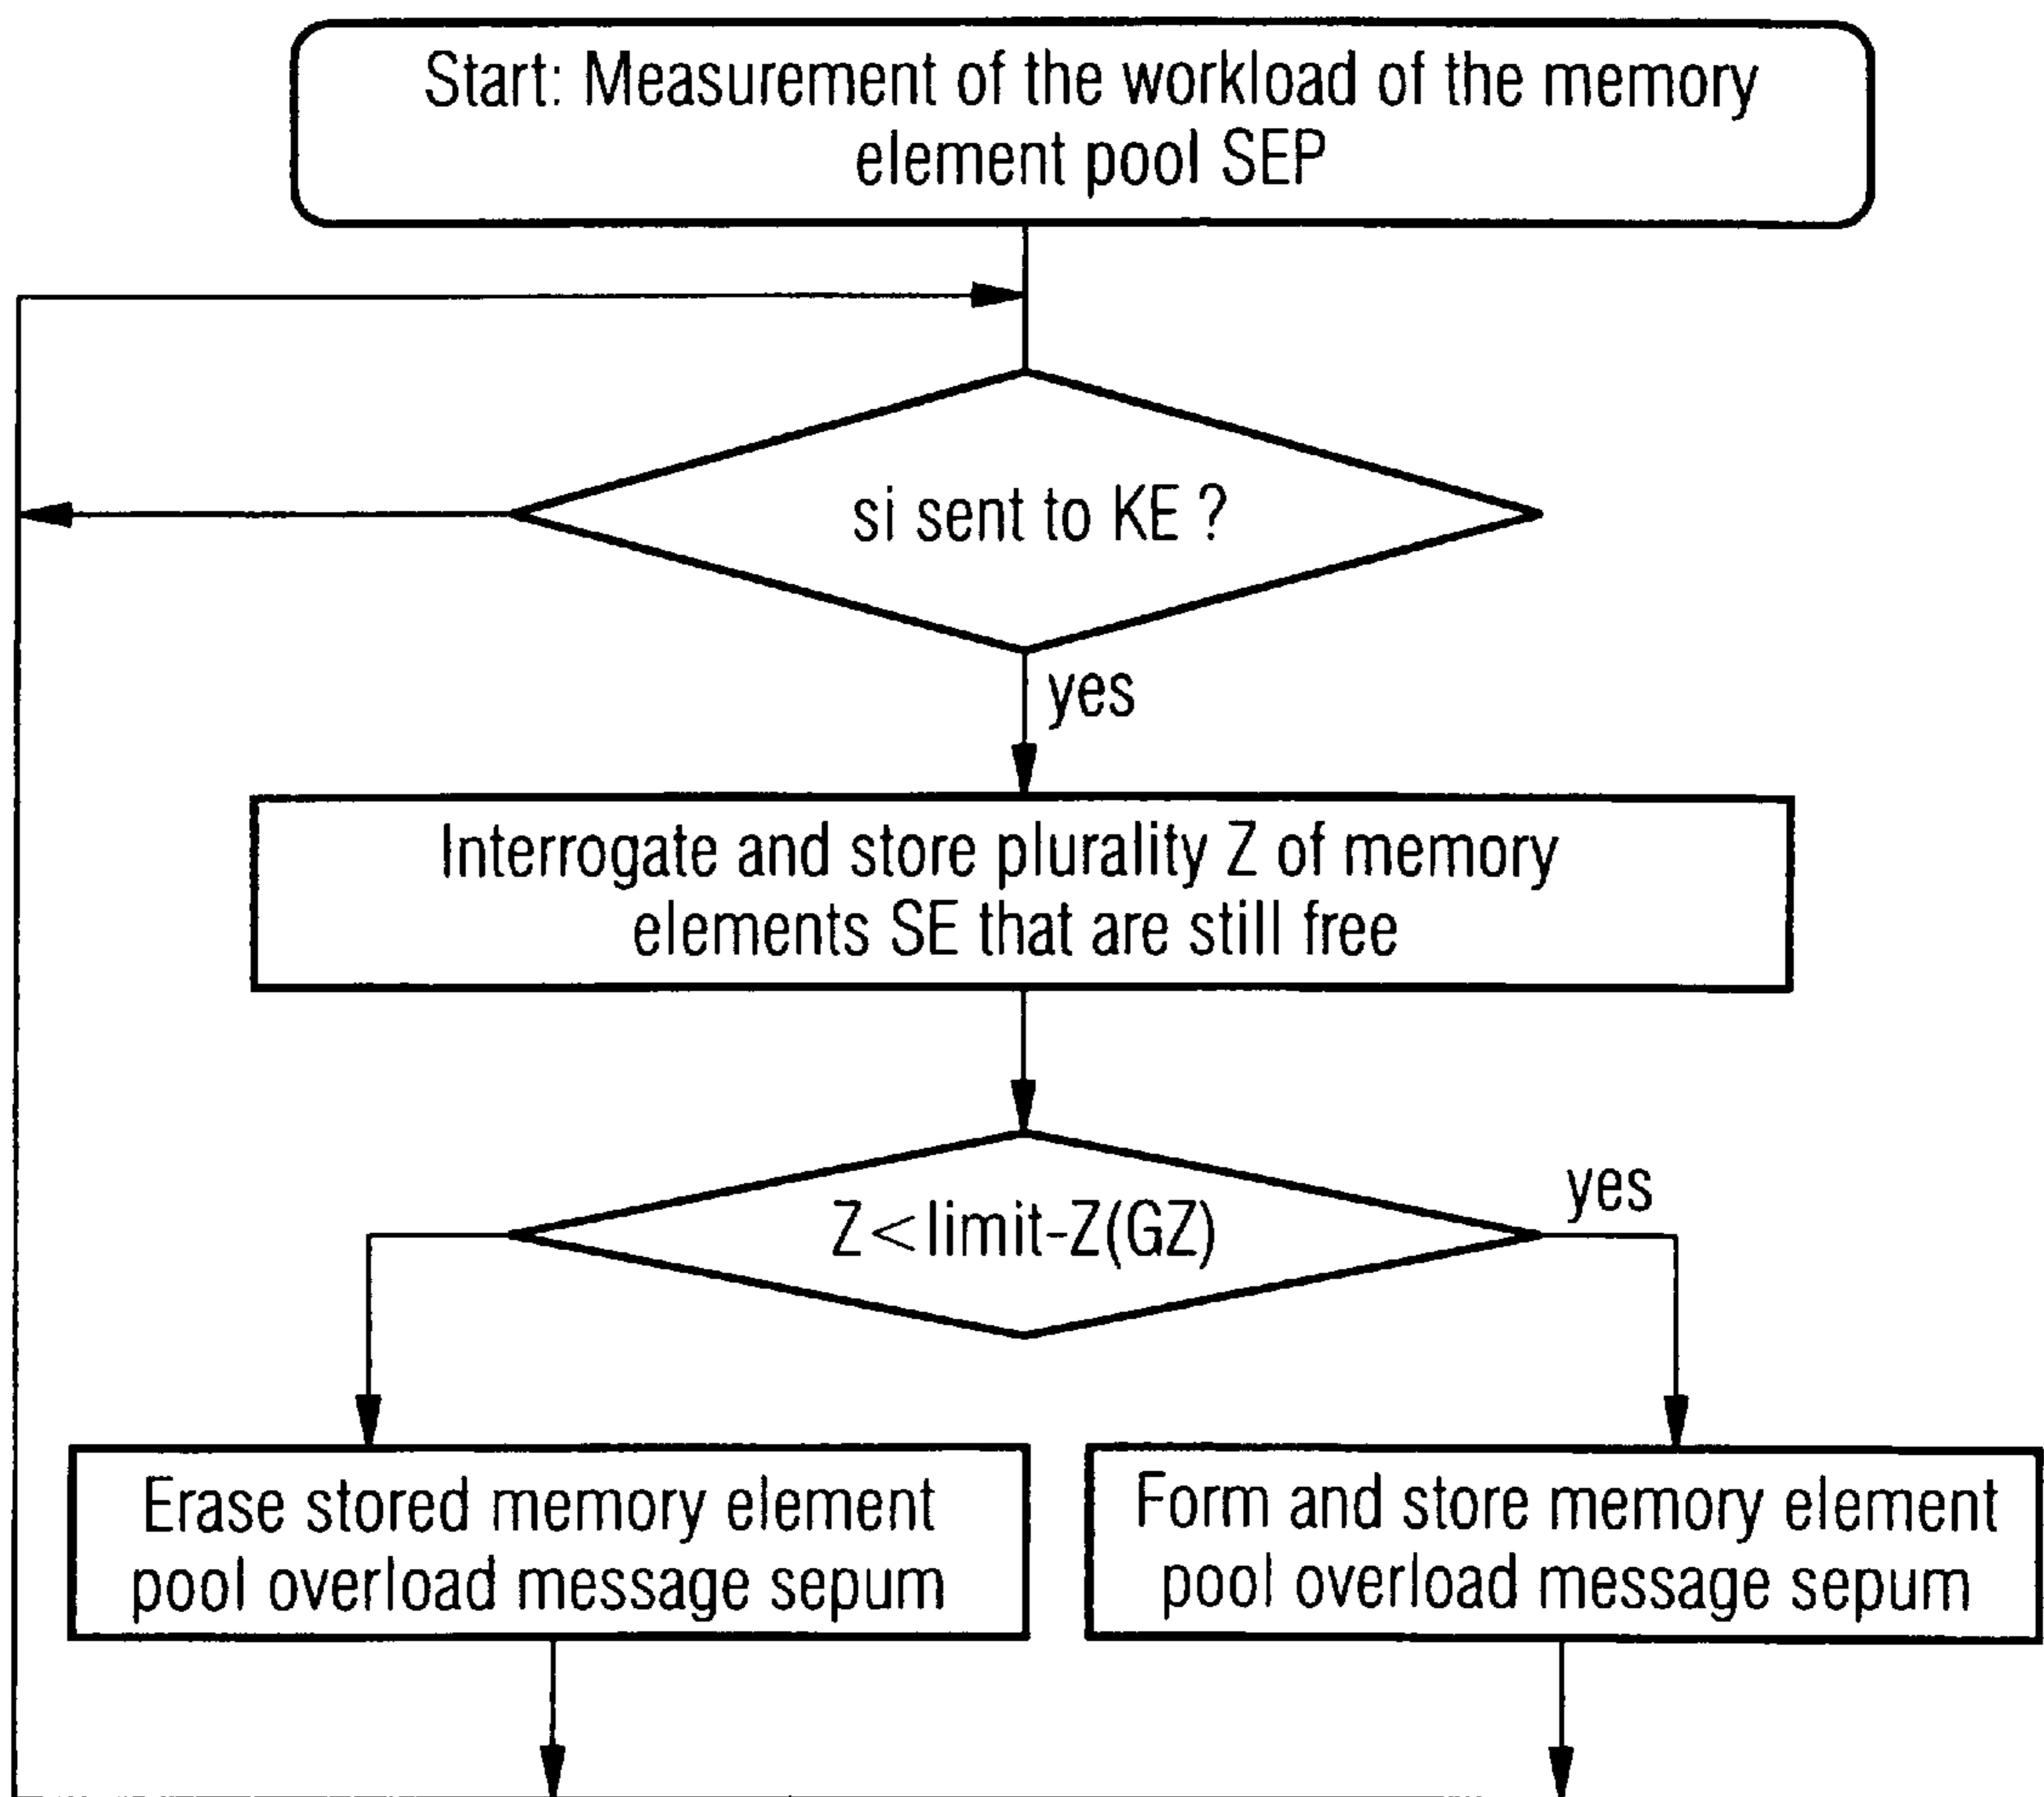 Start: Measurement of the workload of the memory
element pool SEP
si sent to KE ?
yes
Interrogate and store plurality Z of memory
elements SE that are still free
Z<limit-Z(GZ)
yes
Erase stored memory element
pool overload message sepum
Form and store memory element
pool overload message sepum